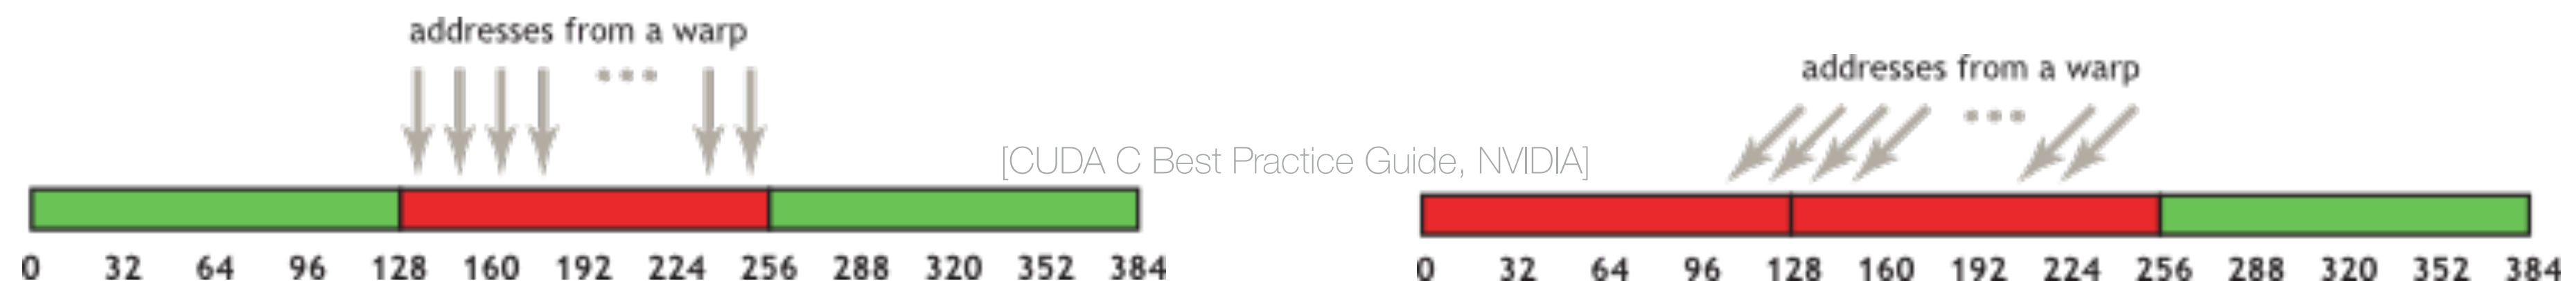 addresses from a warp
0 32 64 96 128 160 192 224 256 288 320 352 384
[CUDA C Best Practice Guide, NVIDIA]
addresses from a warp
0 32 64 96 128 160 192 224 256 288 320 352 384